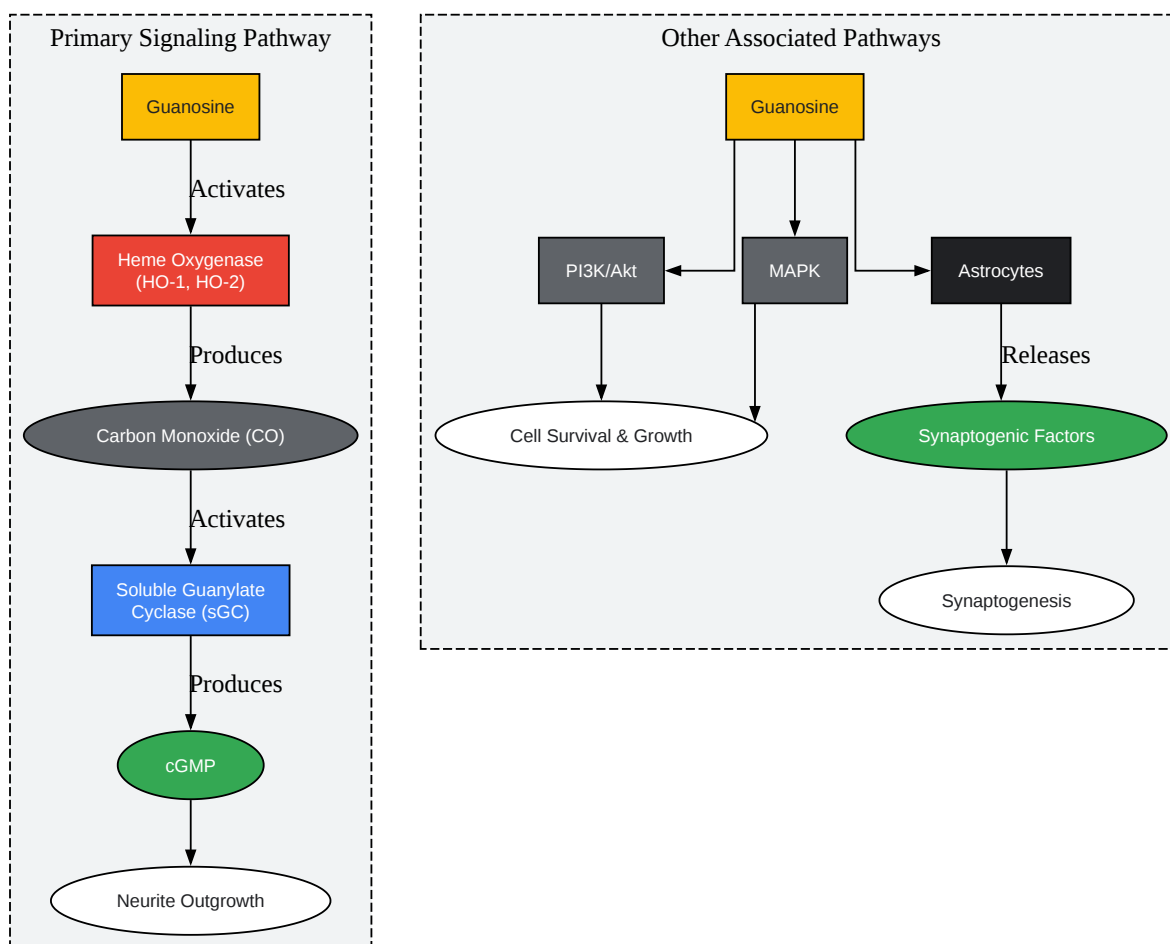 Primary Signaling Pathway
Guanosine
Activates
Heme Oxygenase
(HO-1, HO-2)
Produces
Carbon Monoxide (CO)
Activates
Soluble Guanylate
Cyclase (sGC)
Produces
cGMP
Neurite Outgrowth
Other Associated Pathways
Guanosine
PI3K/Akt
MAPK
Astrocytes
Releases
Cell Survival & Growth
Synaptogenic Factors
Synaptogenesis